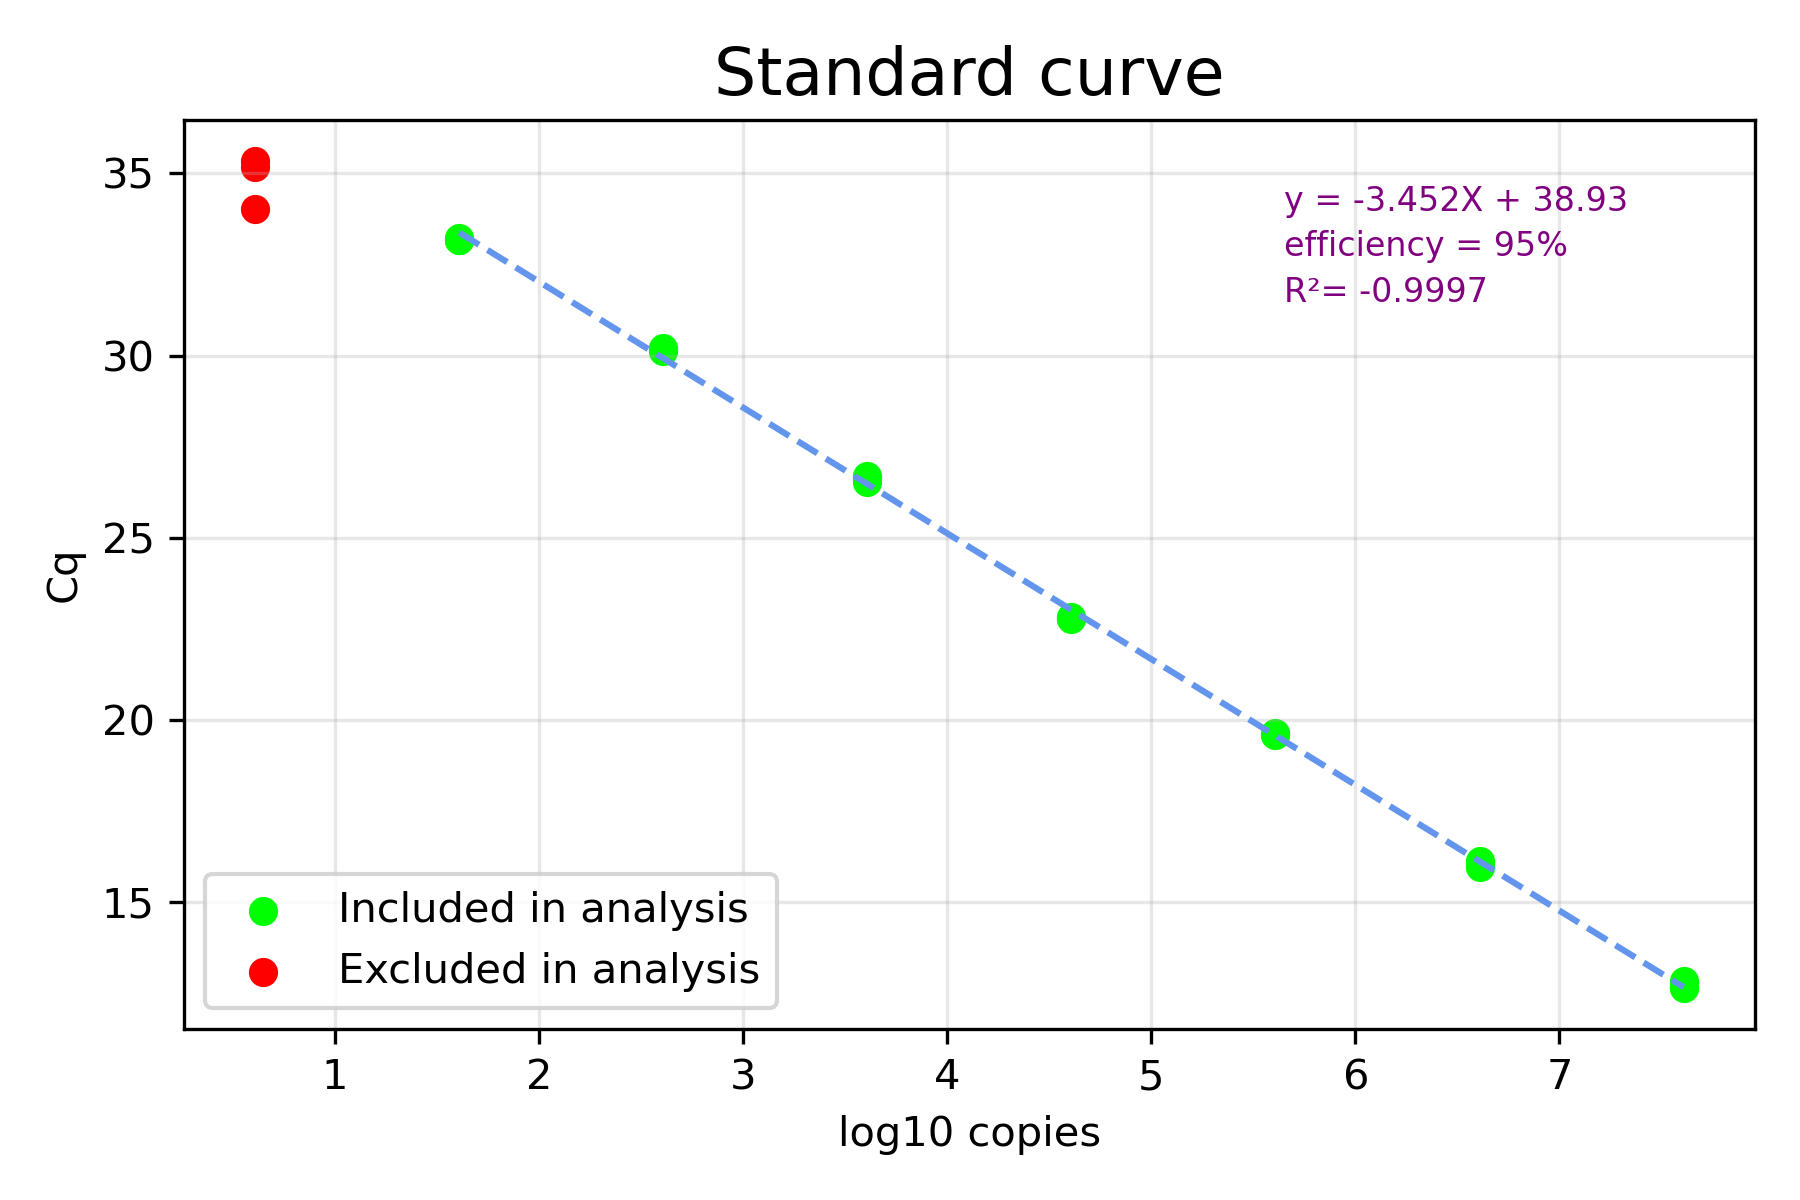 Standard curve
35
30
25
20
15
Cq
y = -3.452X + 38.93
efficiency = 95%
R²= -0.9997
Included in analysis
Excluded in analysis
1 2 3 4 5 6 7
log10 copies